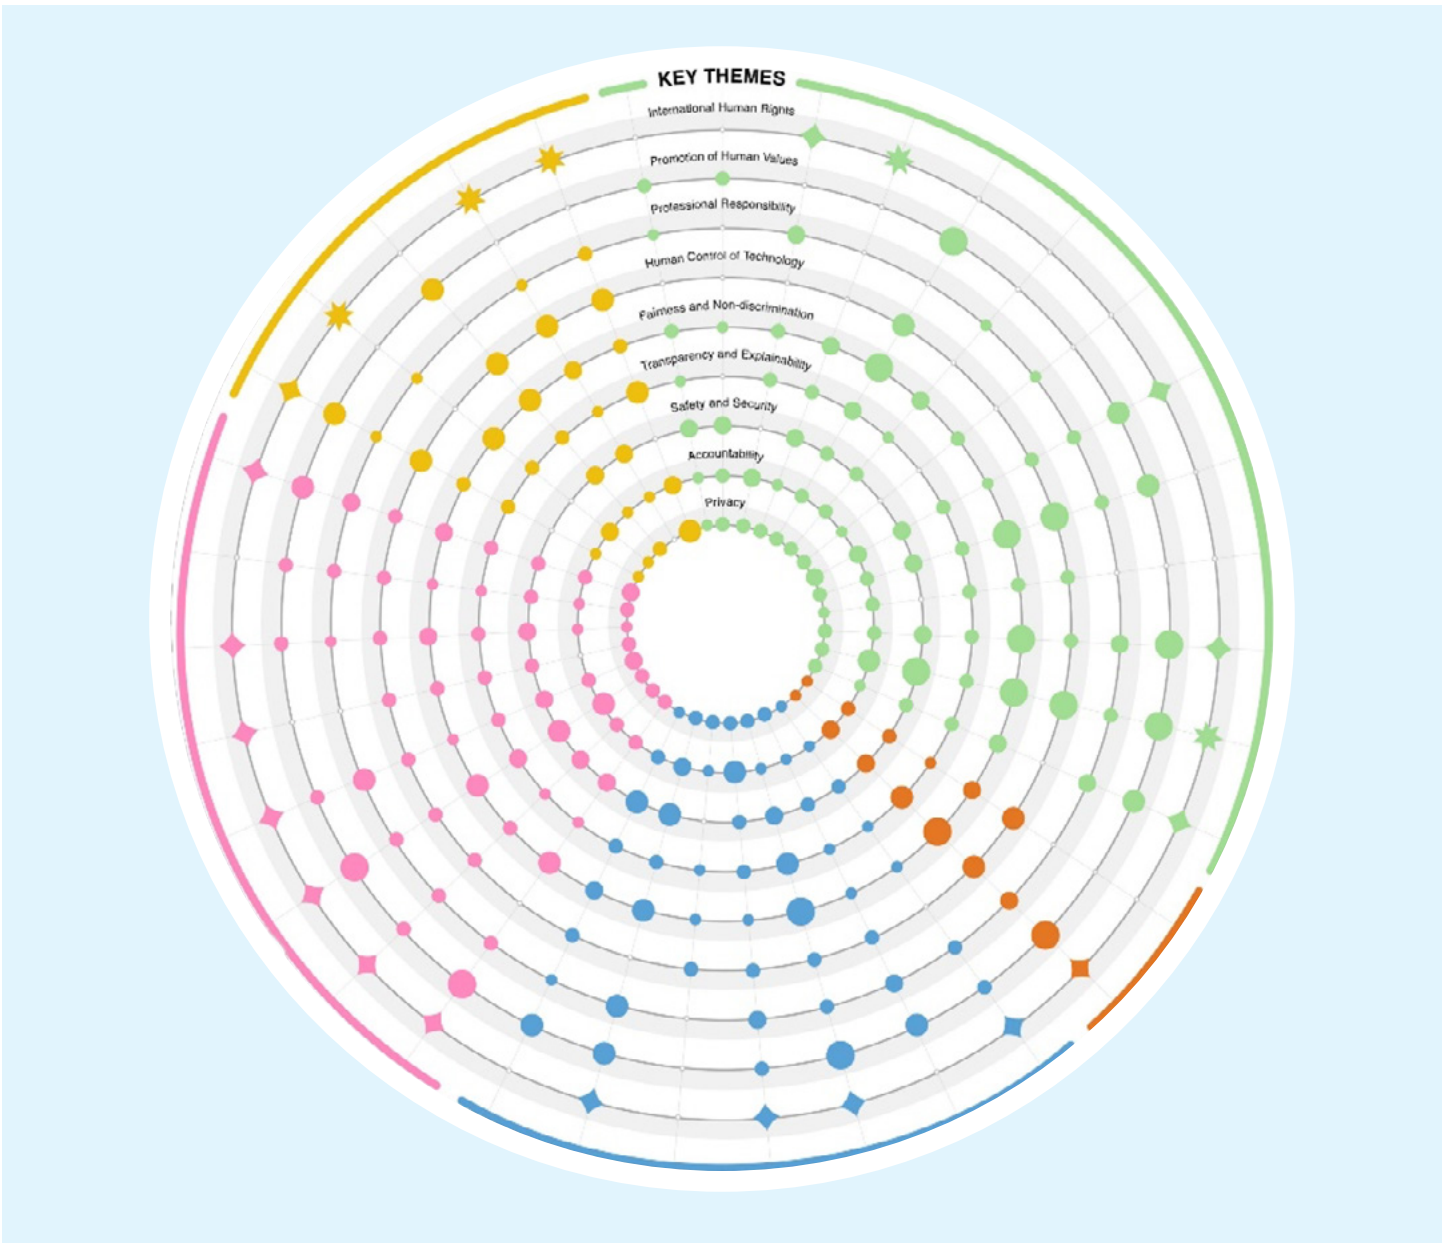 KEY THEMES
International Human Rights
Promotion of Human Values
Professional Responsibility
Human Control of Technology
Fairness and Non-discrimination
Transparency and Explainability
Safety and Security
Accountability
Privacy